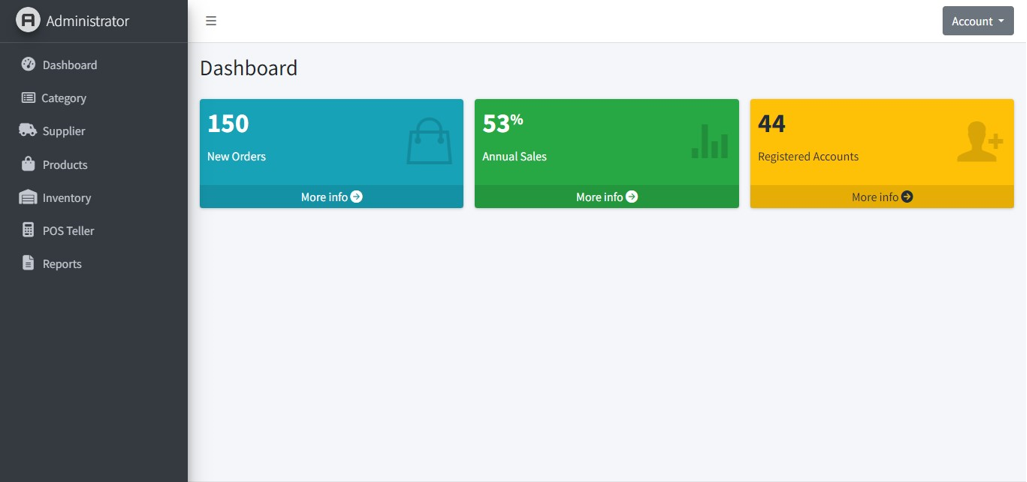 Administrator
Account
Dashboard
Category
Supplier
Products
Inventory
POS Teller
Reports
Dashboard
150
New Orders
More info
53%
Annual Sales
More info
44
Registered Accounts
More info